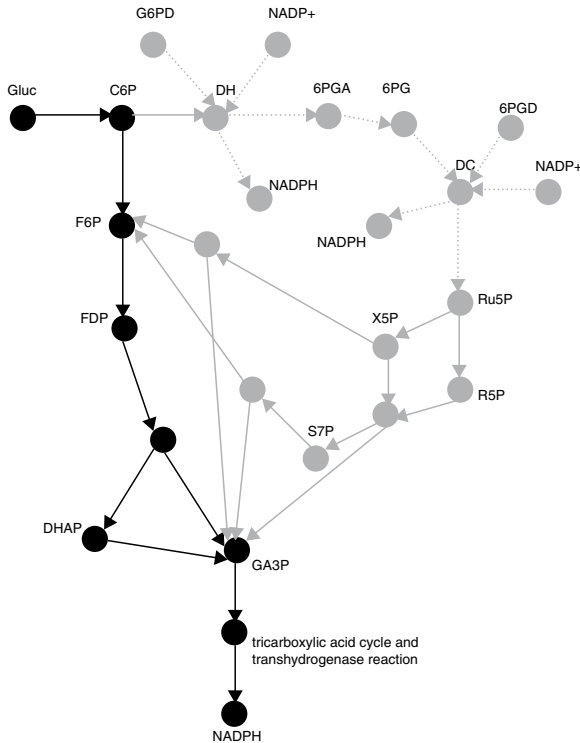 G6PD
NADP+
Gluc
C6P
DH
6PGA
6PG
6PGD
DC
NADP+
NADPH
NADPH
F6P
Ru5P
X5P
FDP
R5P
S7P
DHAP
GA3P
tricarboxylic acid cycle and
transhydrogenase reaction
NADPH